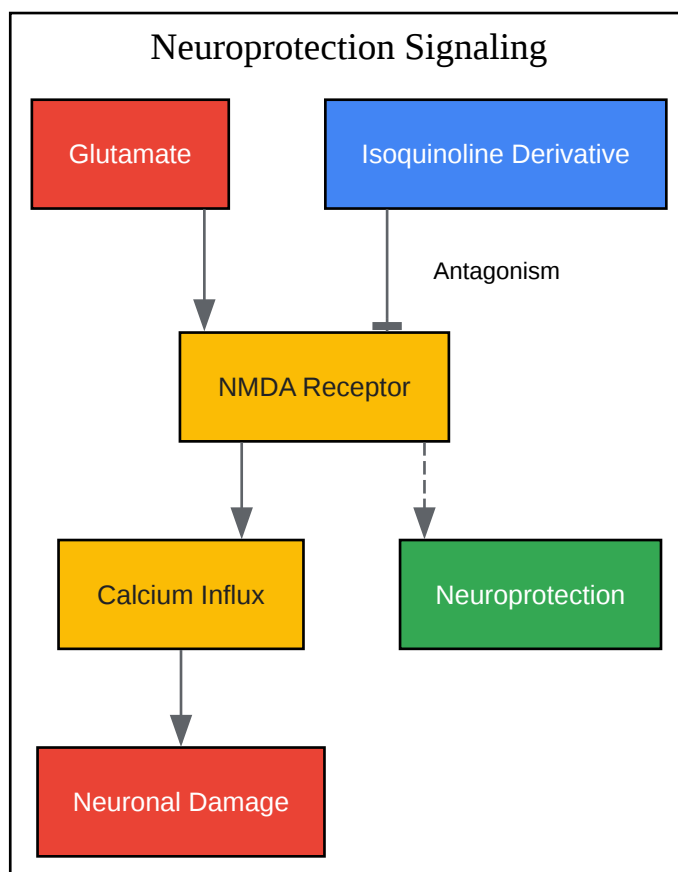 Neuroprotection Signaling
Glutamate
Isoquinoline Derivative
Antagonism
NMDA Receptor
Calcium Influx
Neuroprotection
Neuronal Damage